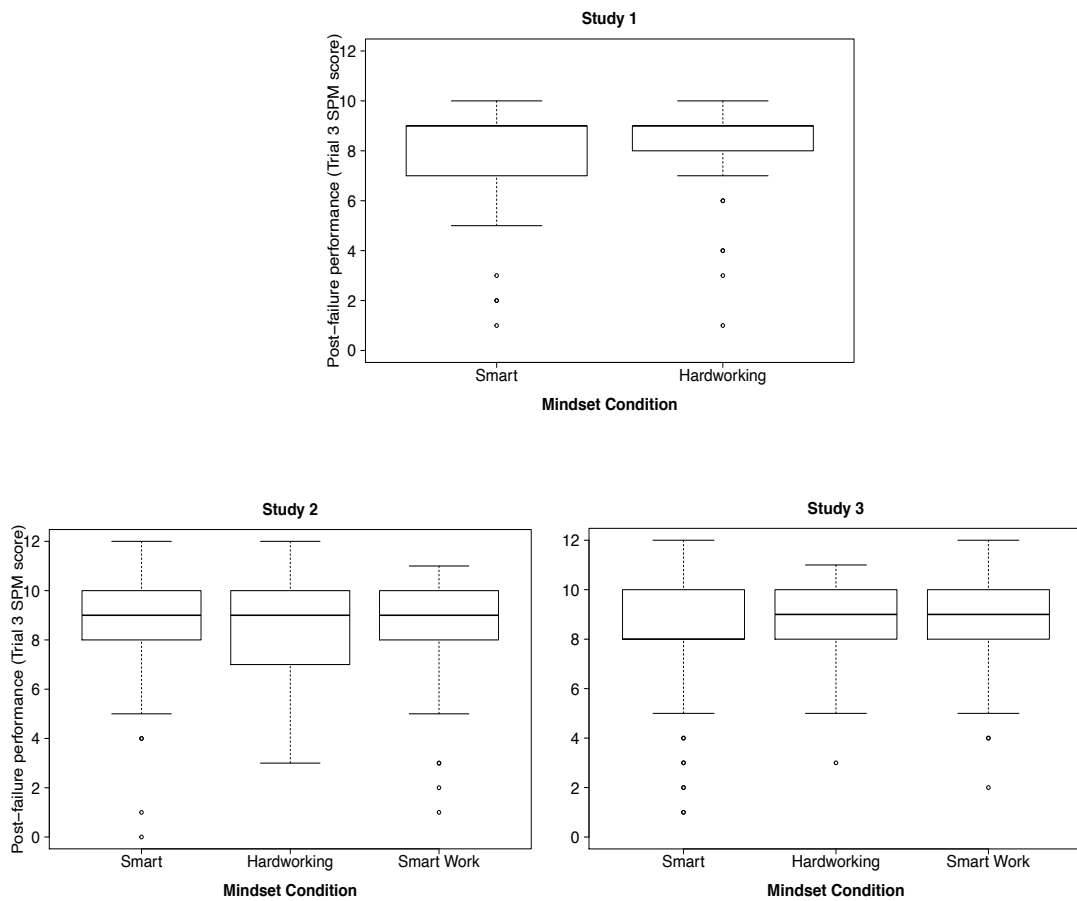 Study 1
Post-failure performance (Trial 3 SPM score)
12
10
8
6
4
2
0
Smart Hardworking
Mindset Condition
Study 2
Post-failure performance (Trial 3 SPM score)
12
10
8
6
4
2
0
Smart Hardworking Smart Work
Mindset Condition
Study 3
12
10
8
6
4
2
0
Smart Hardworking Smart Work
Mindset Condition